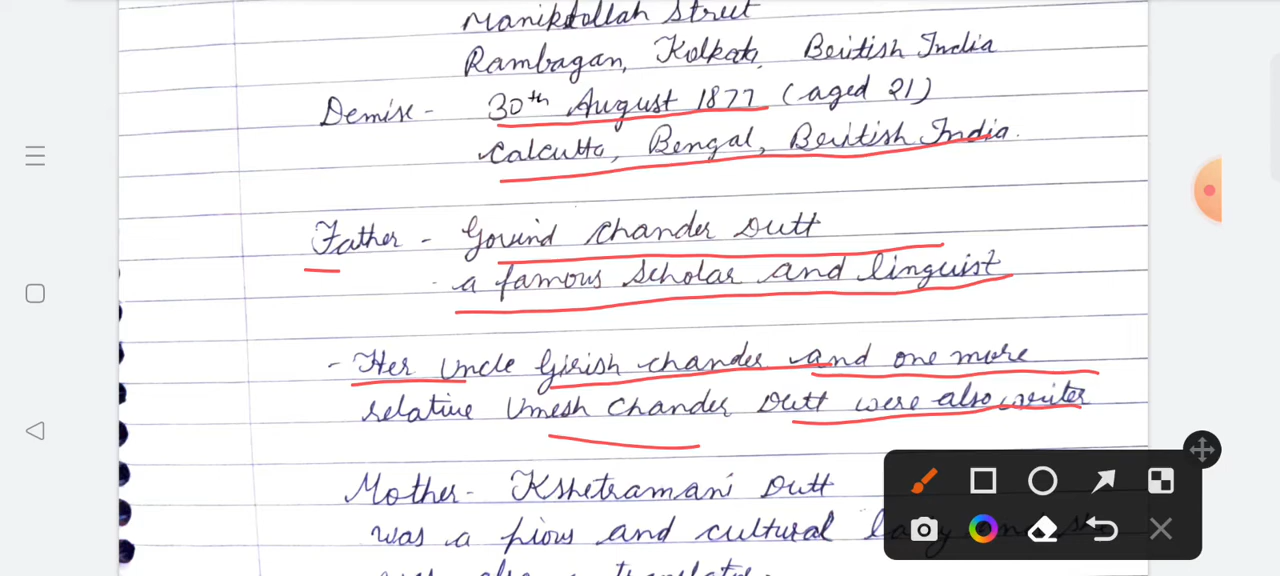 Maniktollah Street
Rambagan, Kolkata, British India
Demise - 30th August 1877 (aged 21)
Calcutta, Bengal, British India.
Father - Govind Chander Dutt
a famous scholar and linguist
- Her Uncle Girish Chander and one more
relative Umesh Chander Dutt were also writer
Mother - Kshetramani Dutt
was a pious and cultural lady and